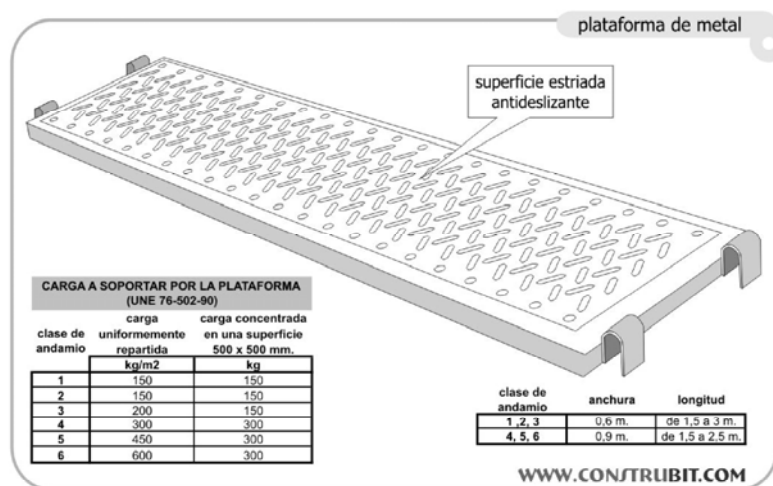 plataforma de metal
superficie estriada
antideslizante
CARGA A SOPORTAR POR LA PLATAFORMA
(UNE 76-502-90)
clase de andamio carga uniformemente repartida carga concentrada en una superficie 500 x 500 mm.
kg/m2 kg
1 150 150
2 150 150
3 200 150
4 300 300
5 450 300
6 600 300
clase de andamio anchura longitud
1 ,2, 3 0,6 m. de 1,5 a 3 m.
4, 5, 6 0,9 m. de 1,5 a 2,5 m.
WWW.CONSTRUBIT.COM